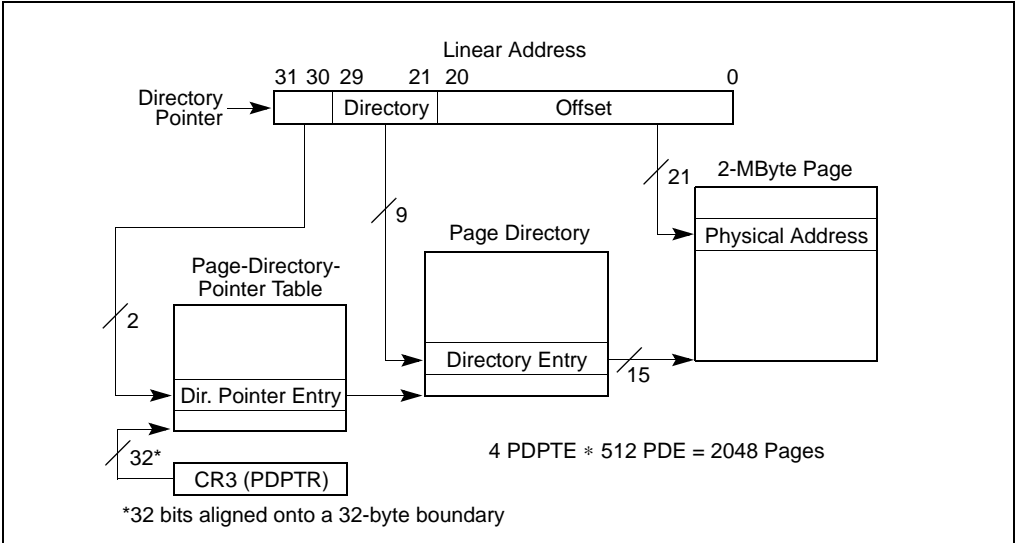 Linear Address
31 30 29 21 20 0
Directory
Pointer
Directory
Offset
21
2-MByte Page
9
Physical Address
Page Directory
Page-Directory-
Pointer Table
2
Directory Entry
15
Dir. Pointer Entry
32*
4 PDPTE ∗ 512 PDE = 2048 Pages
CR3 (PDPTR)
*32 bits aligned onto a 32-byte boundary